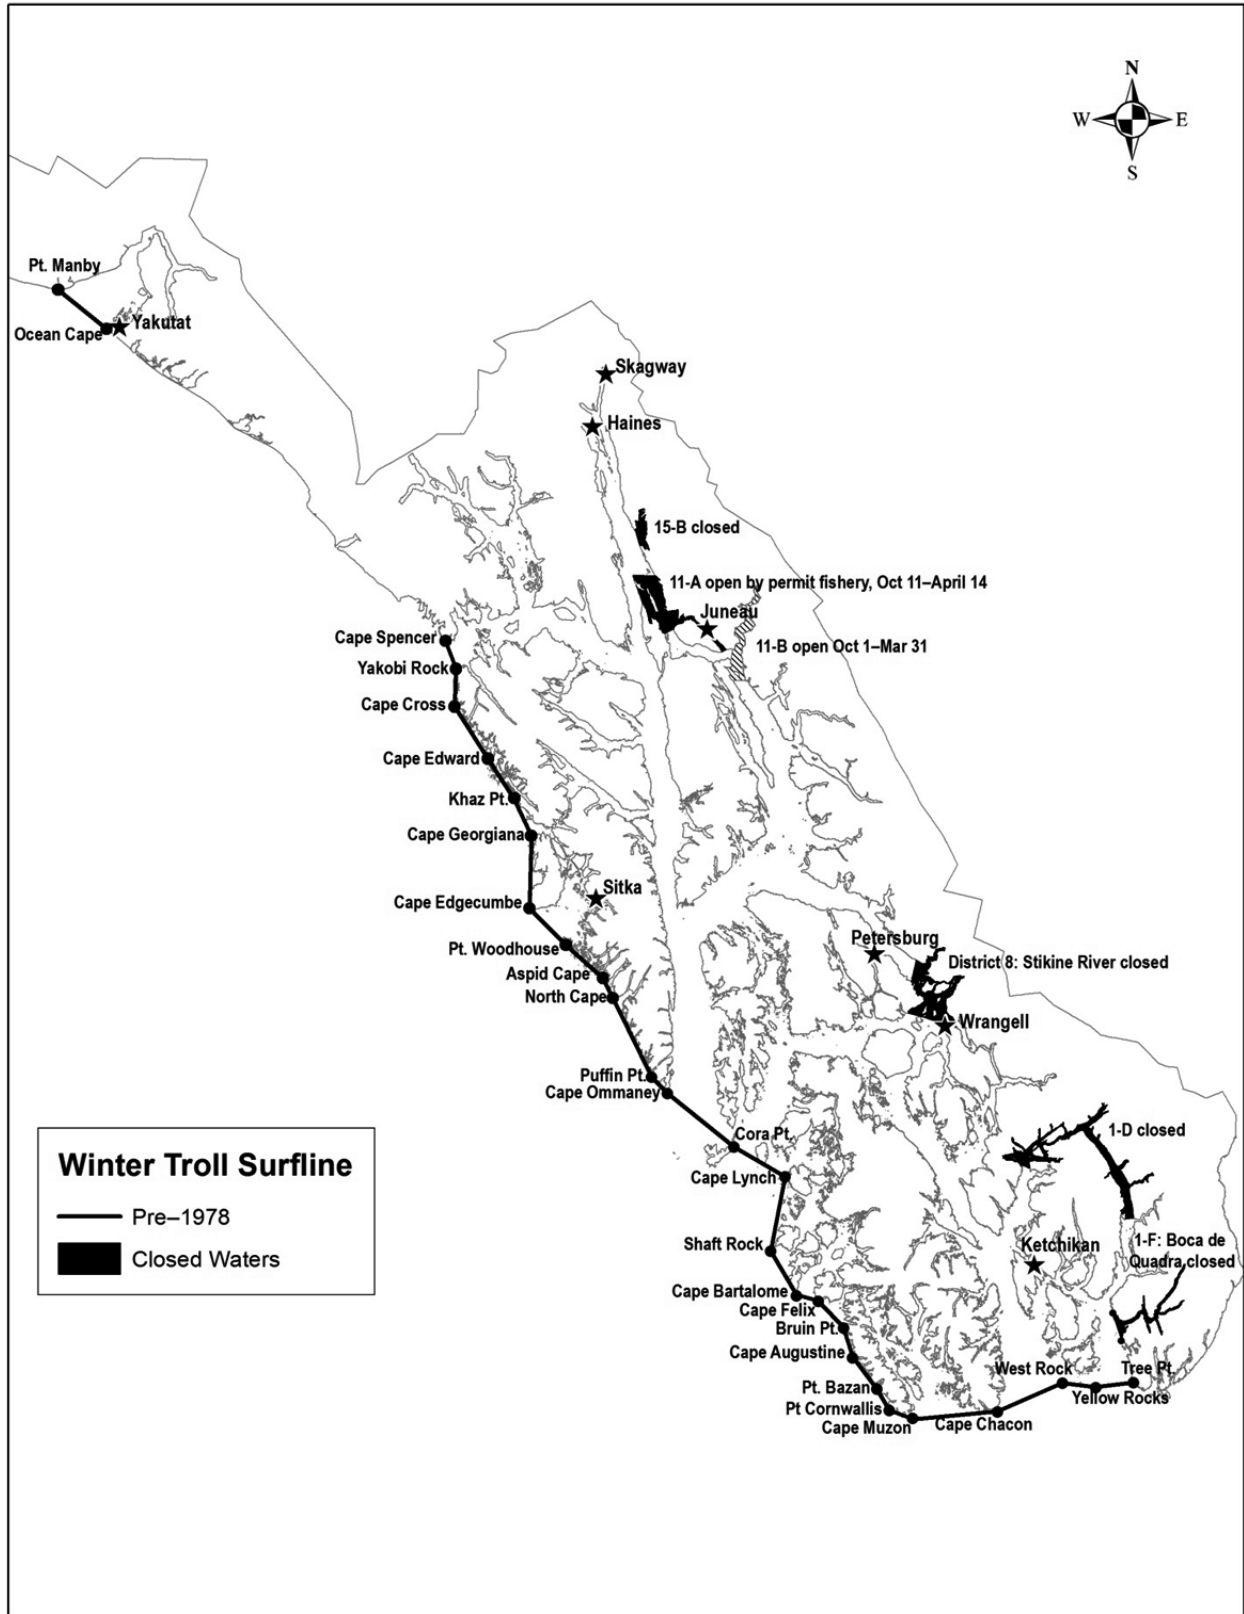 N
W
E
S
Pt. Manby
Ocean Cape
Yakutat
Skagway
Haines
15-B closed
11-A open by permit fishery, Oct 11–April 14
Juneau
11-B open Oct 1–Mar 31
Cape Spencer
Yakobi Rock
Cape Cross
Cape Edward
Khaz Pt.
Cape Georgiana
Sitka
Cape Edgecumbe
Pt. Woodhouse
Aspid Cape
North Cape
Petersburg
District 8: Stikine River closed
Wrangell
Puffin Pt.
Cape Ommaney
Cora Pt.
Cape Lynch
1-D closed
Shaft Rock
Ketchikan
1-F: Boca de
Quadra closed
Cape Bartalome
Cape Felix
Bruin Pt.
Cape Augustine
Pt. Bazan
Pt Cornwallis
Cape Muzon
Cape Chacon
West Rock
Yellow Rocks
Tree Pt.
Winter Troll Surfline
Pre–1978
Closed Waters